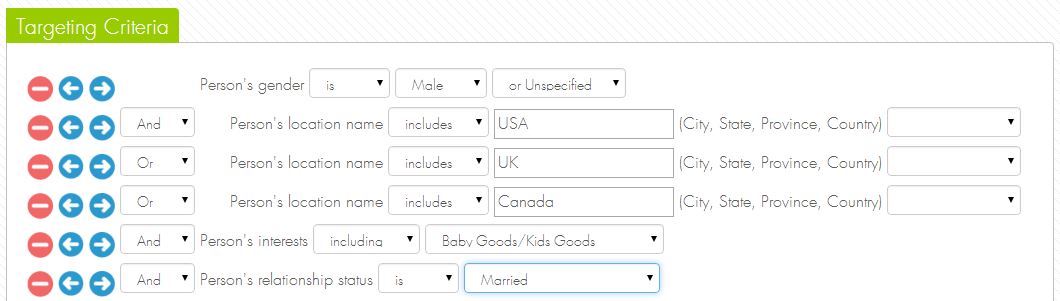 Targeting Criteria
Person's gender is Male or Unspecified
And Person's location name includes USA (City, State, Province, Country)
Or Person's location name includes UK (City, State, Province, Country)
Or Person's location name includes Canada (City, State, Province, Country)
And Person's interests including Baby Goods/Kids Goods
And Person's relationship status is Married